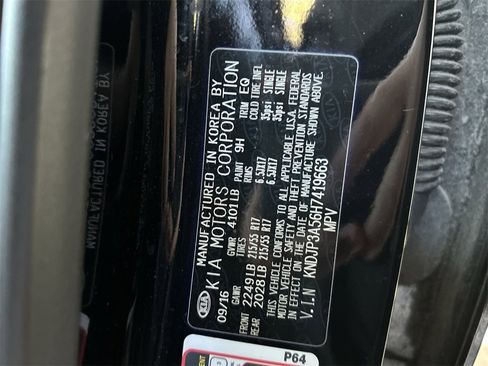 MANUFACTURED IN KOREA BY
KIA KIA MOTORS CORPORATION
09/16 GVWR 4101LB PAINT 9H TRIM EQ
GAWR TIRES RIMS COLD TIRE INFL.
FRONT 2249LB 215/55 R17 6.5JX17 35psi SINGLE
REAR 2028LB 215/55 R17 6.5JX17 35psi SINGLE
THIS VEHICLE CONFORMS TO ALL APPLICABLE U.S.A. FEDERAL
MOTOR VEHICLE SAFETY AND THEFT PREVENTION STANDARDS
IN EFFECT ON THE DATE OF MANUFACTURE SHOWN ABOVE.
V.I.N KNDJP3A56H7419663
MPV
P64